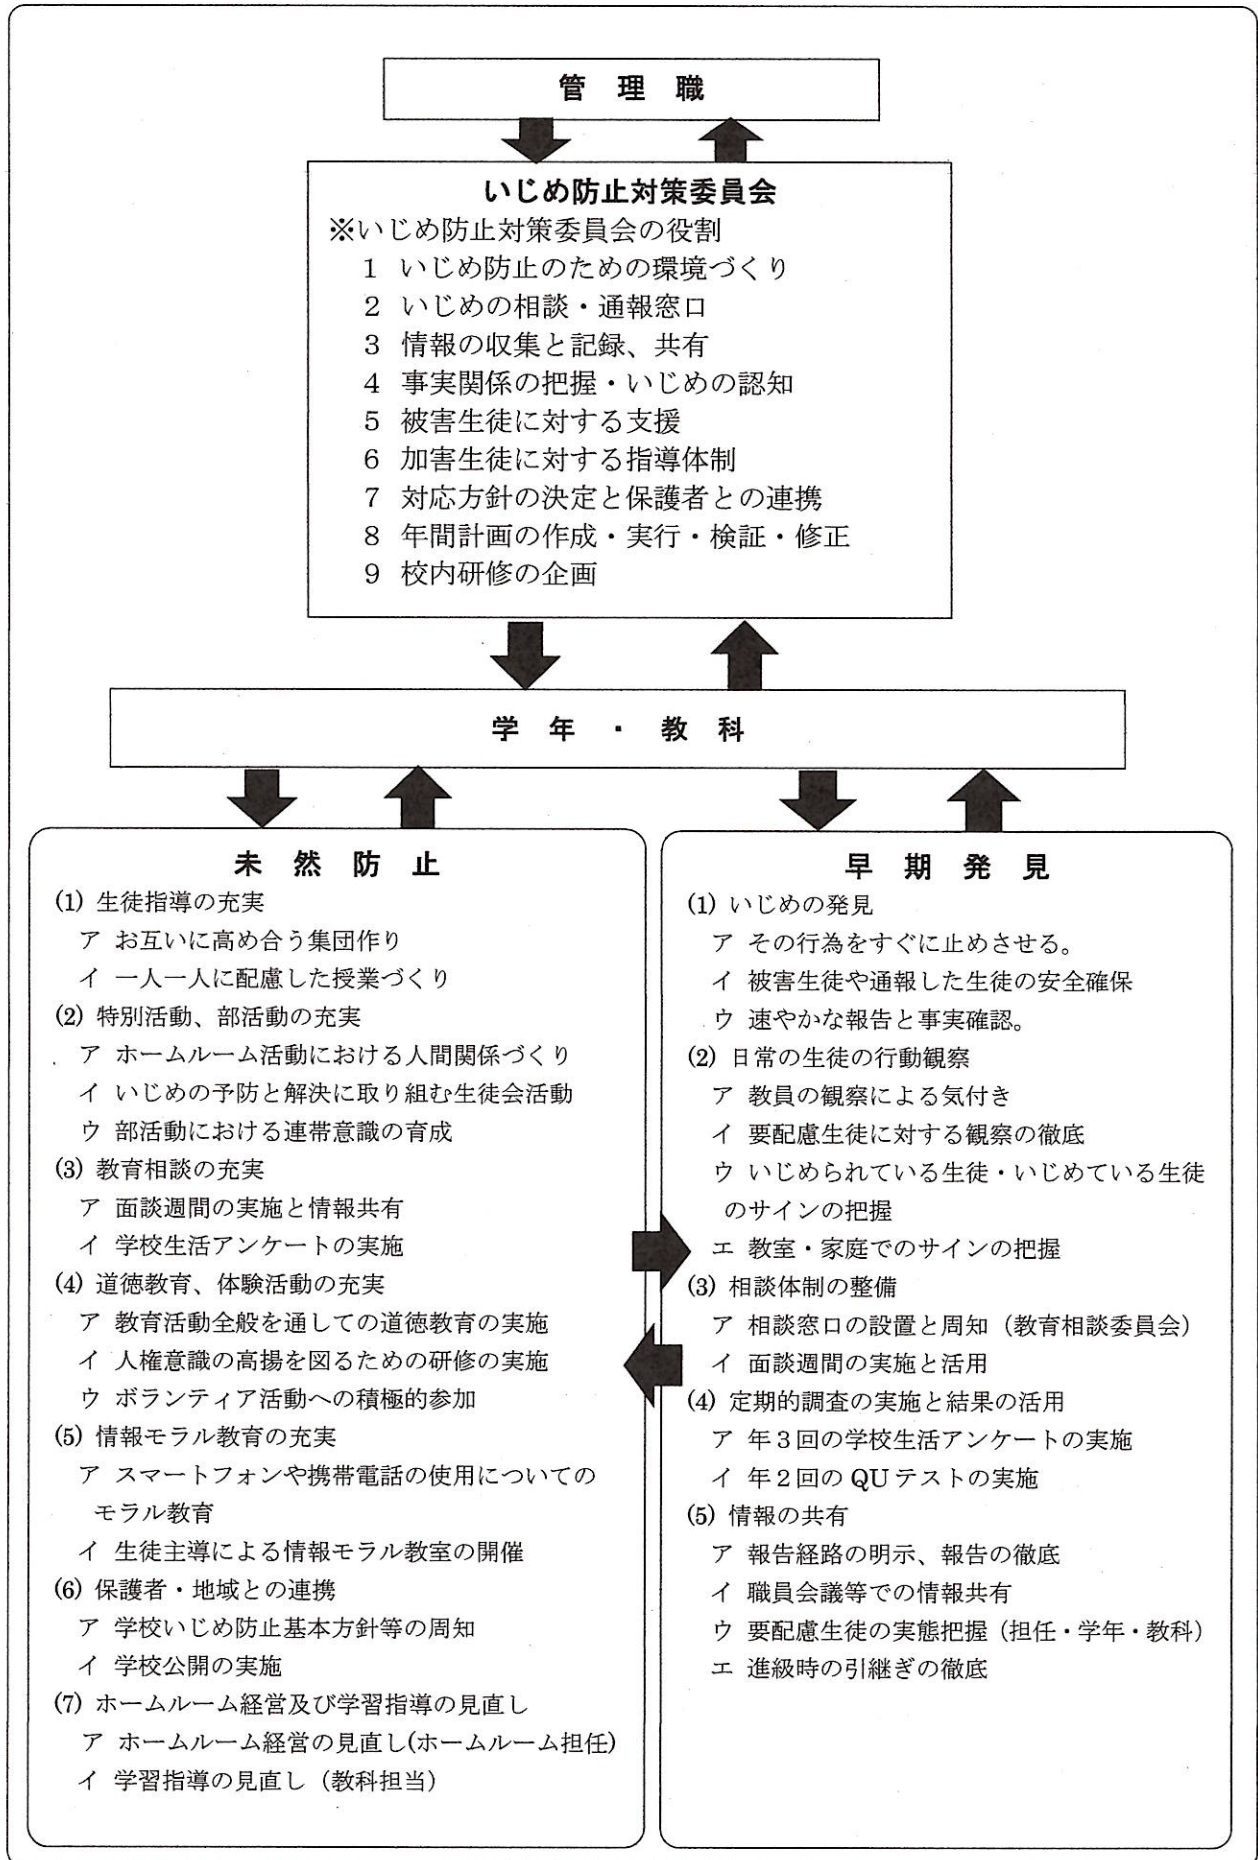 管 理 職
いじめ防止対策委員会
※いじめ防止対策委員会の役割
1 いじめ防止のための環境づくり
2 いじめの相談・通報窓口
3 情報の収集と記録、共有
4 事実関係の把握・いじめの認知
5 被害生徒に対する支援
6 加害生徒に対する指導体制
7 対応方針の決定と保護者との連携
8 年間計画の作成・実行・検証・修正
9 校内研修の企画
学 年 ・ 教 科
未 然 防 止
(1) 生徒指導の充実
ア お互いに高め合う集団作り
イ 一人一人に配慮した授業づくり
(2) 特別活動、部活動の充実
ア ホームルーム活動における人間関係づくり
イ いじめの予防と解決に取り組む生徒会活動
ウ 部活動における連帯意識の育成
(3) 教育相談の充実
ア 面談週間の実施と情報共有
イ 学校生活アンケートの実施
(4) 道徳教育、体験活動の充実
ア 教育活動全般を通しての道徳教育の実施
イ 人権意識の高揚を図るための研修の実施
ウ ボランティア活動への積極的参加
(5) 情報モラル教育の充実
ア スマートフォンや携帯電話の使用についての
モラル教育
イ 生徒主導による情報モラル教室の開催
(6) 保護者・地域との連携
ア 学校いじめ防止基本方針等の周知
イ 学校公開の実施
(7) ホームルーム経営及び学習指導の見直し
ア ホームルーム経営の見直し(ホームルーム担任)
イ 学習指導の見直し（教科担当）
早 期 発 見
(1) いじめの発見
ア その行為をすぐに止めさせる。
イ 被害生徒や通報した生徒の安全確保
ウ 速やかな報告と事実確認。
(2) 日常の生徒の行動観察
ア 教員の観察による気付き
イ 要配慮生徒に対する観察の徹底
ウ いじめられている生徒・いじめている生徒
のサインの把握
エ 教室・家庭でのサインの把握
(3) 相談体制の整備
ア 相談窓口の設置と周知（教育相談委員会）
イ 面談週間の実施と活用
(4) 定期的調査の実施と結果の活用
ア 年３回の学校生活アンケートの実施
イ 年２回の QU テストの実施
(5) 情報の共有
ア 報告経路の明示、報告の徹底
イ 職員会議等での情報共有
ウ 要配慮生徒の実態把握（担任・学年・教科）
エ 進級時の引継ぎの徹底